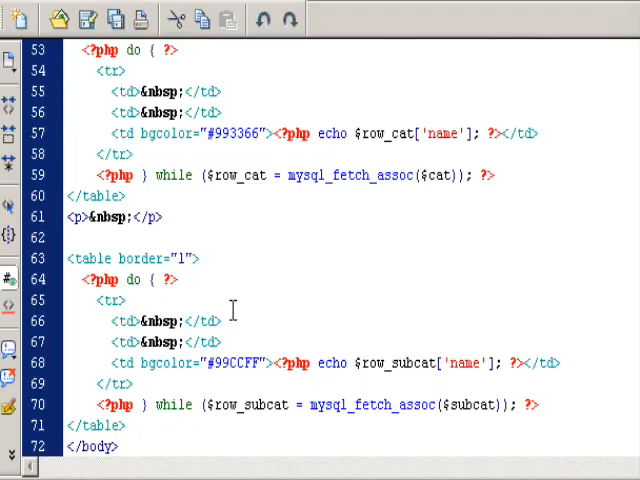 53 <?php do { ?>
54 <tr>
55 <td>&nbsp;</td>
56 <td>&nbsp;</td>
57 <td bgcolor="#993366"><?php echo $row_cat['name']; ?></td>
58 </tr>
59 <?php } while ($row_cat = mysql_fetch_assoc($cat)); ?>
60 </table>
61 <p>&nbsp;</p>
62
63 <table border="1">
64 <?php do { ?>
65 <tr>
66 <td>&nbsp;</td>
67 <td>&nbsp;</td>
68 <td bgcolor="#99CCFF"><?php echo $row_subcat['name']; ?></td>
69 </tr>
70 <?php } while ($row_subcat = mysql_fetch_assoc($subcat)); ?>
71 </table>
72 </body>